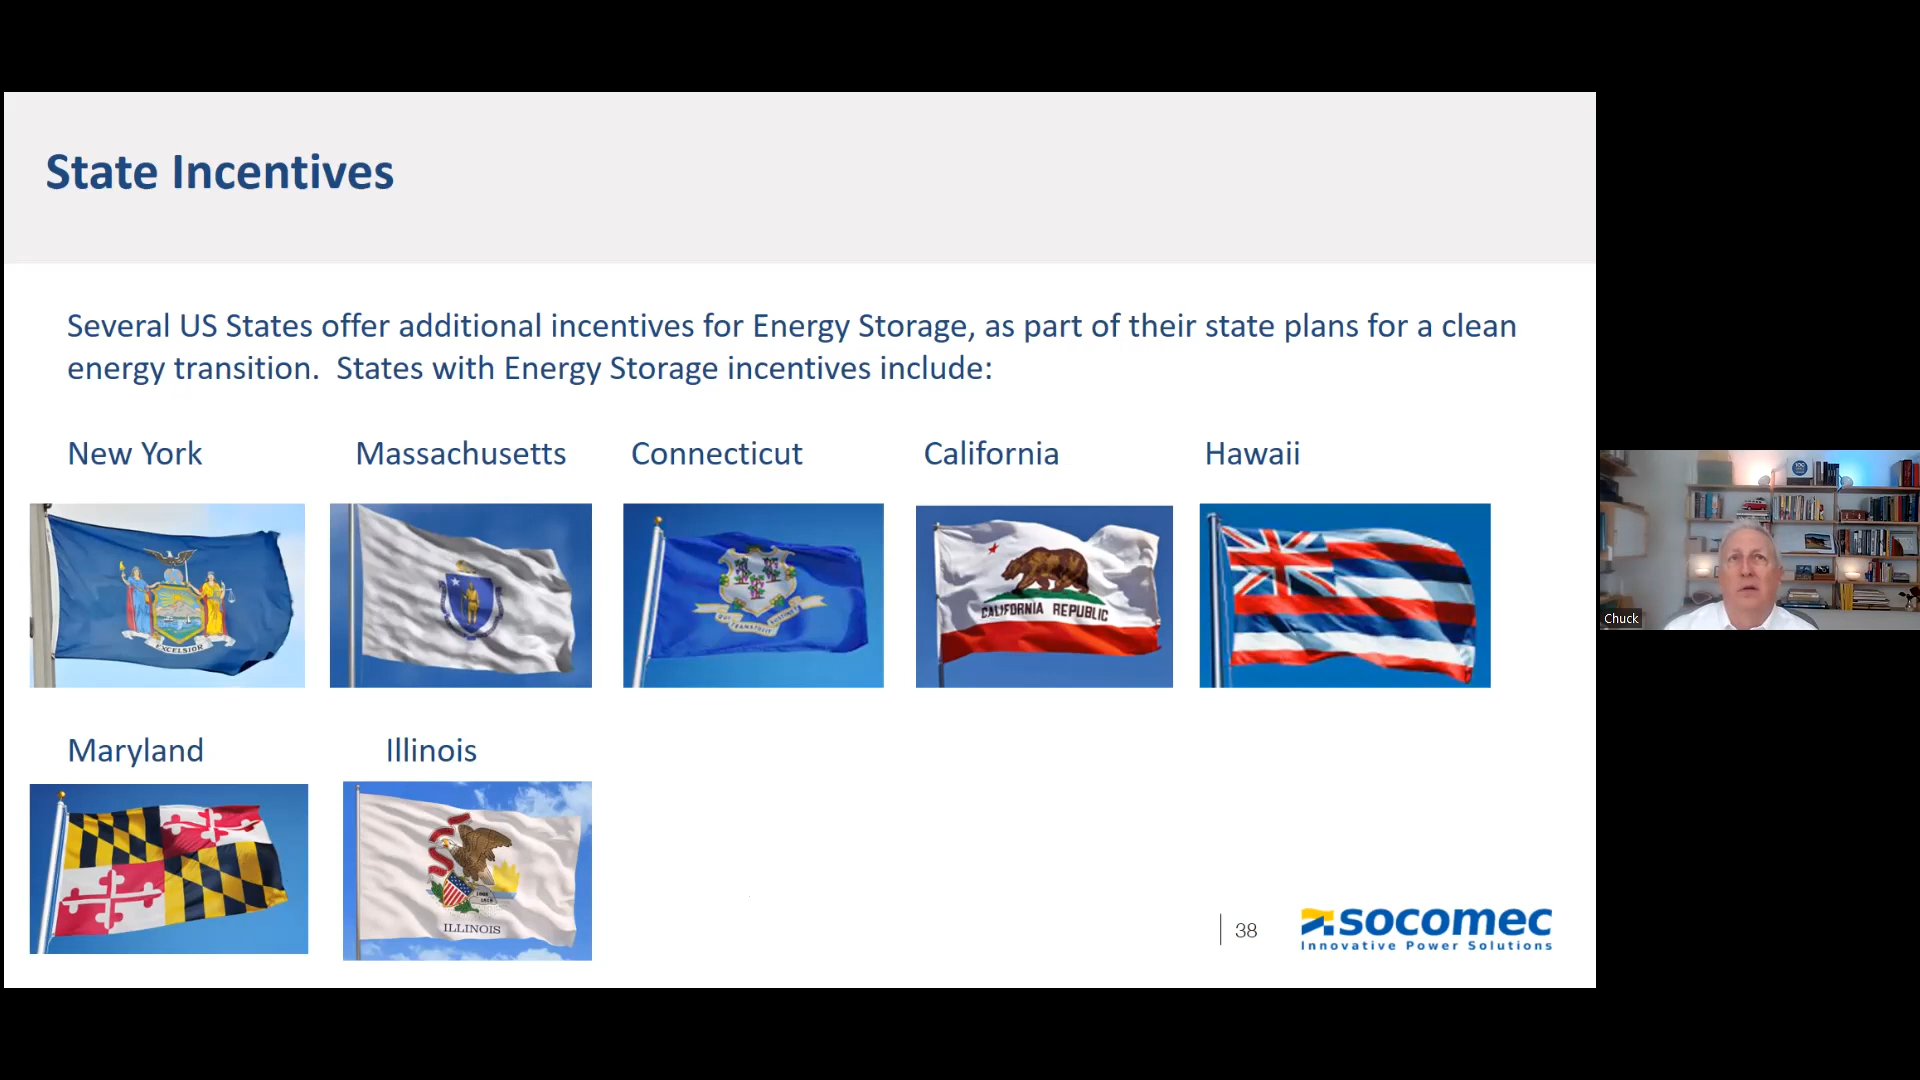 State Incentives
Several US States offer additional incentives for Energy Storage, as part of their state plans for a clean
energy transition.  States with Energy Storage incentives include:
New York
Massachusetts
Connecticut
California
Hawaii
EXCELSIOR
CALIFORNIA REPUBLIC
Chuck
Maryland
Illinois
ILLINOIS
38
socomec
Innovative Power Solutions